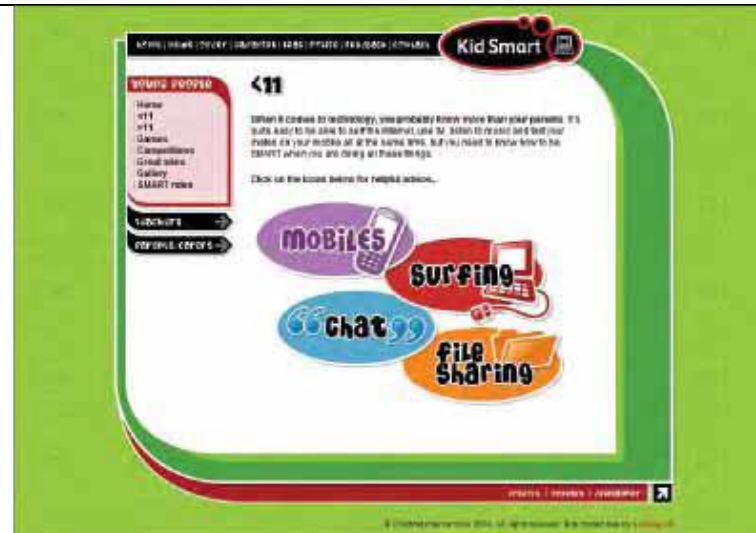 Kid Smart
YOUNG PEOPLE
Home
<11
>11
Games
Competitions
Great sites
Gallery
SMART rules
teachers
parents & carers
<11
When it comes to technology, you probably know more than your parents. It's
quite easy to be able to surf the internet, use IM, listen to music and text your
mates on your mobile all at the same time, but you need to know how to be
SMART when you are doing all these things.
Click on the icons below for helpful advice...
MOBILES
surfing
“chat”
file
sharing